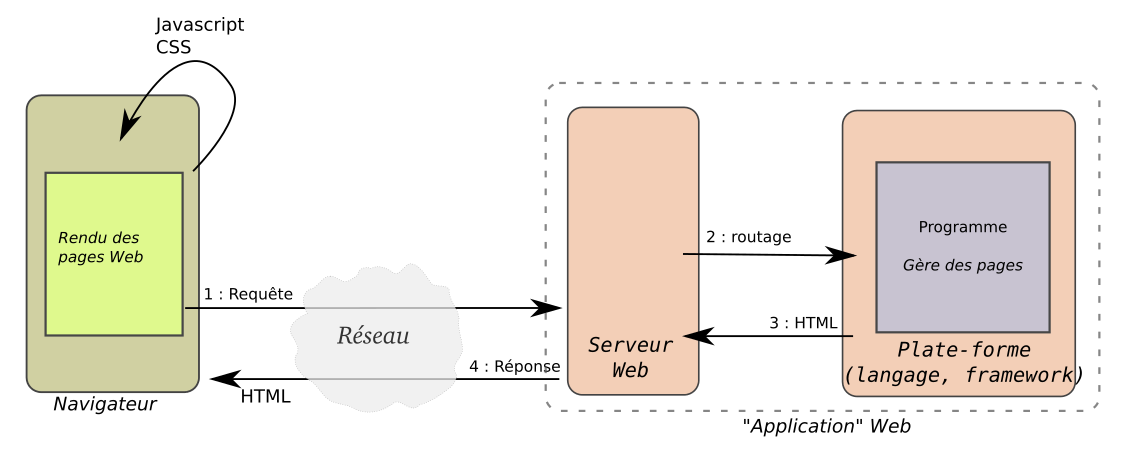 Javascript
CSS
Rendu des
pages Web
1 : Requête
Réseau
4 : Réponse
HTML
Navigateur
2 : routage
3 : HTML
Serveur
Web
Programme
Gère des pages
Plate-forme
(langage, framework)
"Application" Web